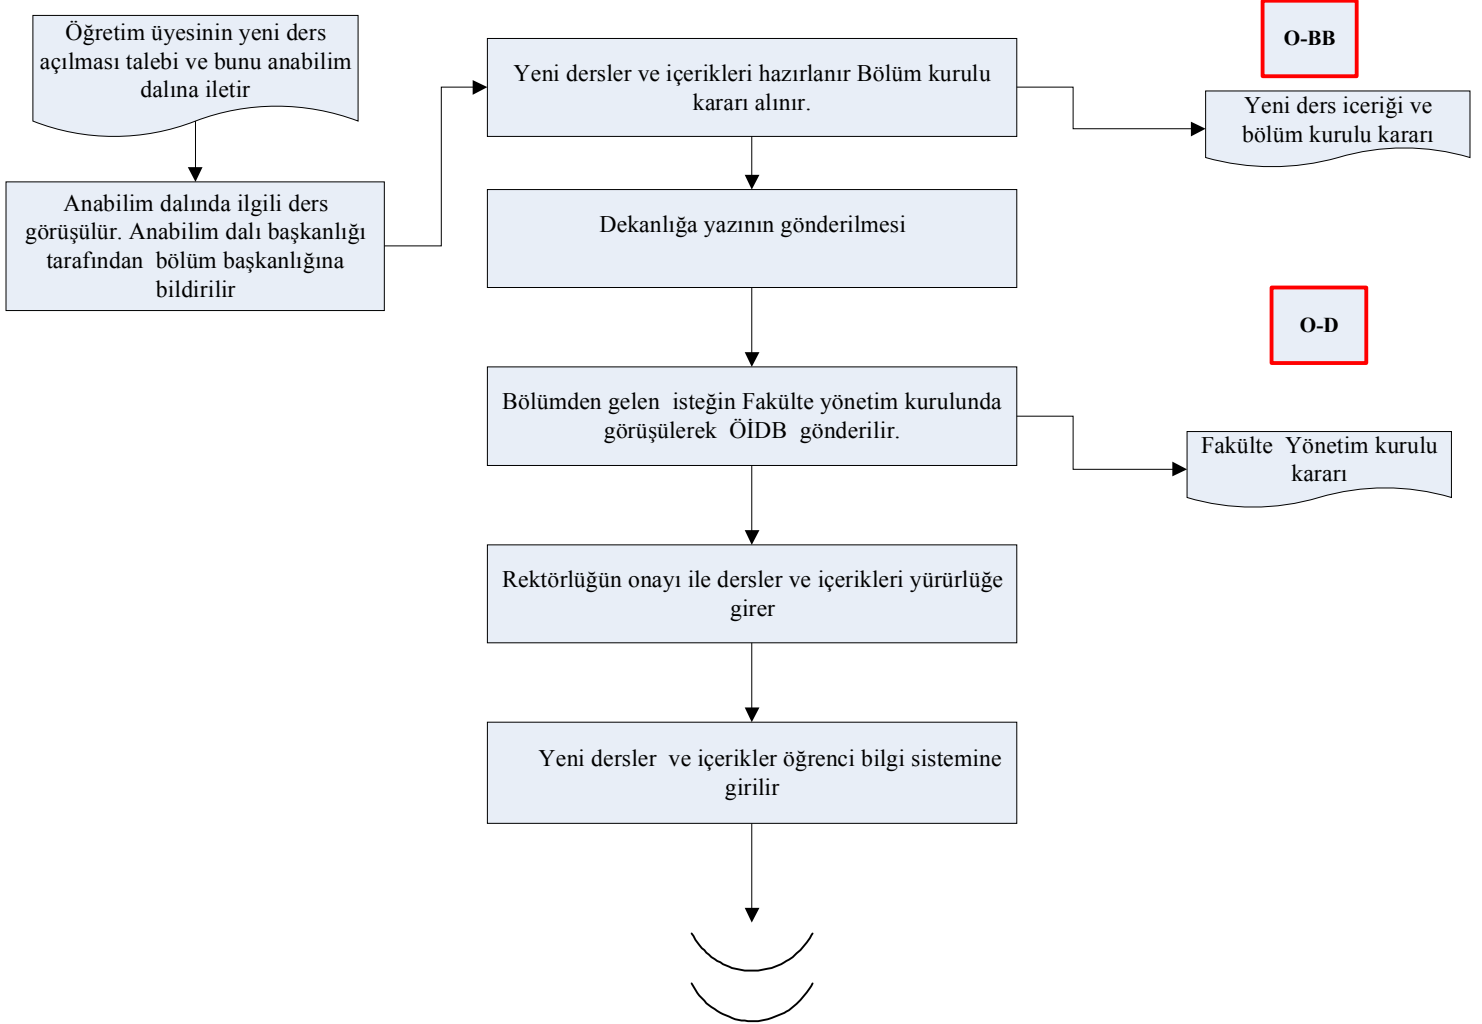 Öğretim üyesinin yeni ders
açılması talebi ve bunu anabilim
dalına iletir
Anabilim dalında ilgili ders
görüşülür. Anabilim dalı başkanlığı
tarafından bölüm başkanlığına
bildirilir
Yeni dersler ve içerikleri hazırlanır Bölüm kurulu
kararı alınır.
O-BB
Yeni ders iceriği ve
bölüm kurulu kararı
Dekanlığa yazının gönderilmesi
O-D
Bölümden gelen isteğin Fakülte yönetim kurulunda
görüşülerek ÖİDB gönderilir.
Fakülte Yönetim kurulu
kararı
Rektörlüğün onayı ile dersler ve içerikleri yürürlüğe
girer
Yeni dersler ve içerikler öğrenci bilgi sistemine
girilir